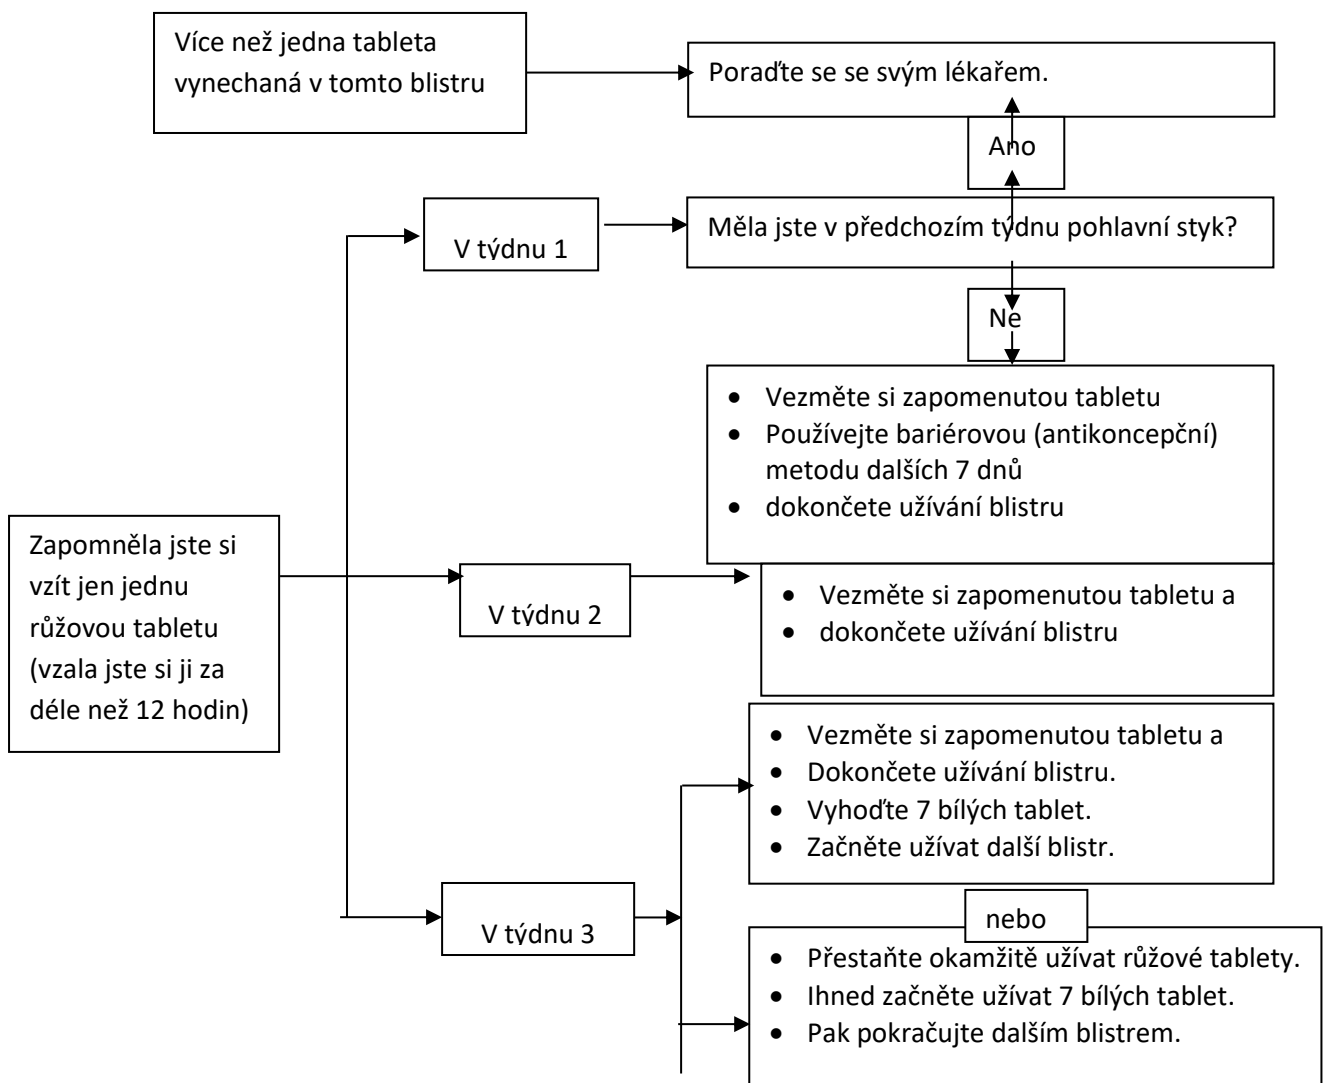 Více než jedna tableta
vynechaná v tomto blistru
Poraďte se se svým lékařem.
Ano
V týdnu 1
Měla jste v předchozím týdnu pohlavní styk?
Ne
• Vezměte si zapomenutou tabletu
• Používejte bariérovou (antikoncepční)
metodu dalších 7 dnů
• dokončete užívání blistru
Zapomněla jste si
vzít jen jednu
růžovou tabletu
(vzala jste si ji za
déle než 12 hodin)
V týdnu 2
• Vezměte si zapomenutou tabletu a
• dokončete užívání blistru
• Vezměte si zapomenutou tabletu a
• Dokončete užívání blistru.
• Vyhoďte 7 bílých tablet.
• Začněte užívat další blistr.
V týdnu 3
nebo
• Přestaňte okamžitě užívat růžové tablety.
• Ihned začněte užívat 7 bílých tablet.
• Pak pokračujte dalším blistrem.